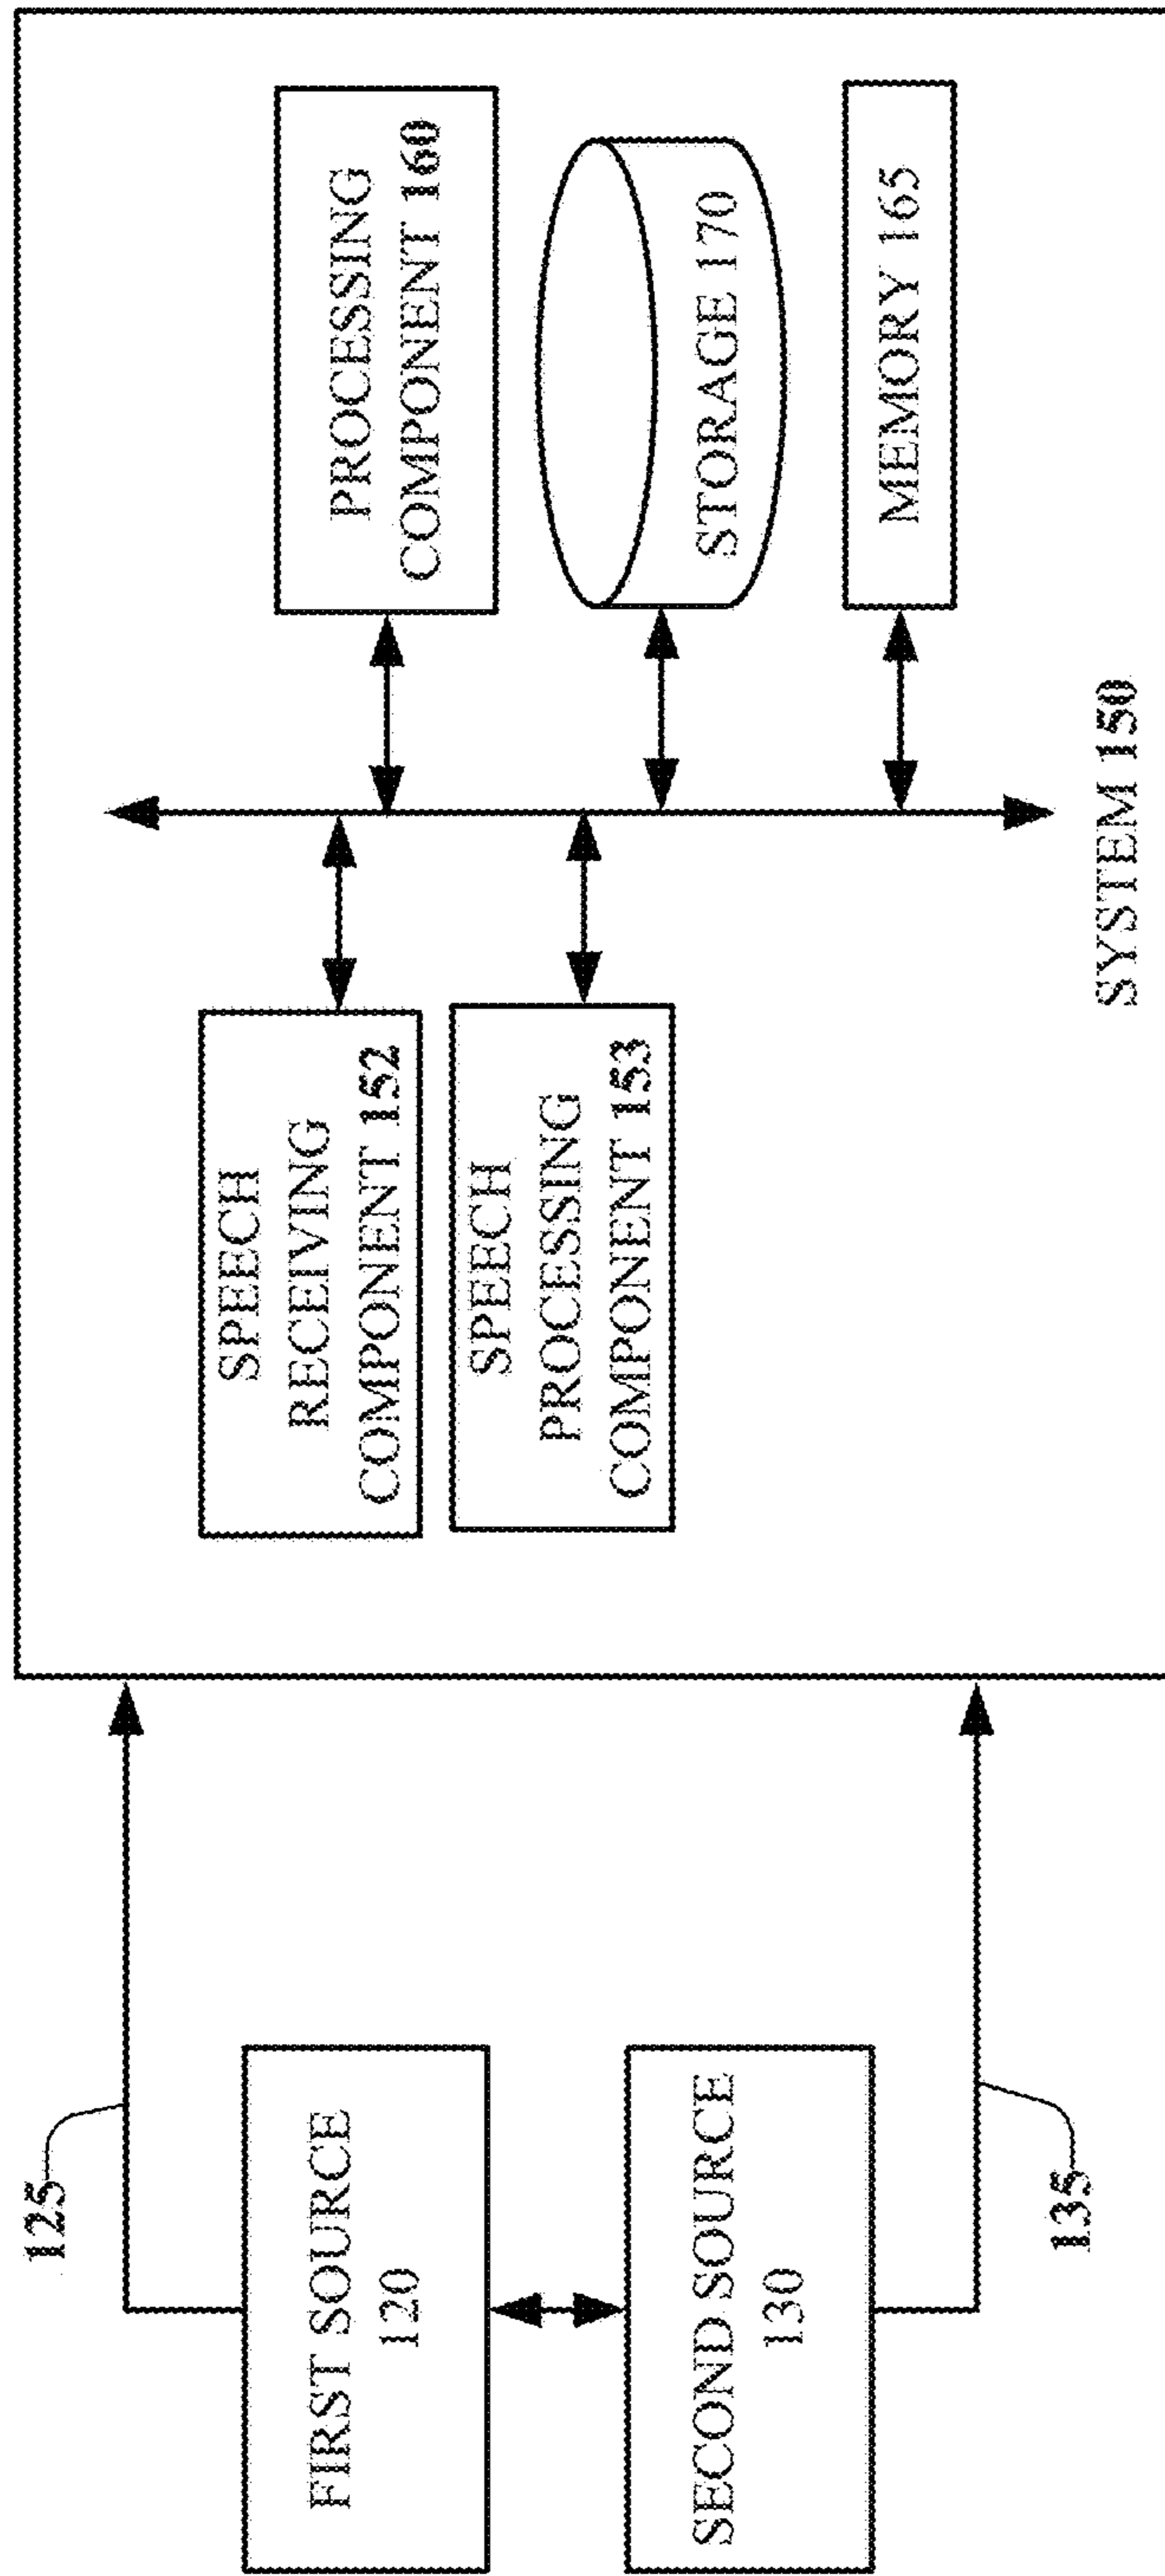 125
FIRST SOURCE
120
SECOND SOURCE
130
135
SPEECH
RECEIVING
COMPONENT 152
SPEECH
PROCESSING
COMPONENT 153
PROCESSING
COMPONENT 160
STORAGE 170
MEMORY 165
SYSTEM 150